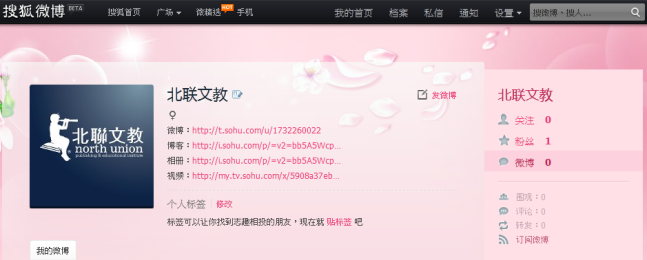 搜狐微博 BETA 搜狐首页 广场 微精选 HOT 手机 我的首页 档案 私信 通知 设置 搜微博、搜人...
北联文教
发微博
♀
微博：http://t.sohu.com/u/1732260022
博客：http://i.sohu.com/p/=v2=bb5A5Wcp...
相册：http://i.sohu.com/p/=v2=bb5A5Wcp...
视频：http://my.tv.sohu.com/x/5908a37eb...
个人标签 | 修改
标签可以让你找到志趣相投的朋友，现在就 贴标签 吧
北聯文教
north union
publishing & educational institute
我的微博
北联文教
关注 0
粉丝 1
微博 0
围观：0
评论：0
转发：0
订阅微博